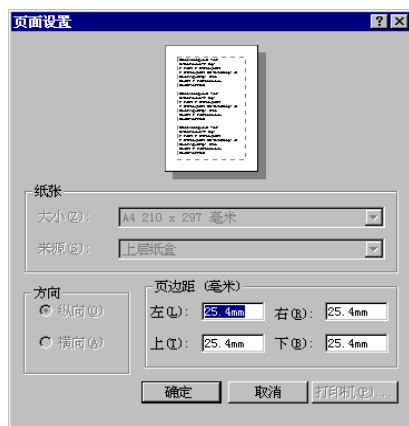 页面设置
纸张
大小(Z): A4 210 x 297 毫米
来源(S): 上层纸盒
方向
纵向(O)
横向(A)
页边距 (毫米)
左(L): 25.4mm 右(R): 25.4mm
上(T): 25.4mm 下(B): 25.4mm
确定 取消 打印机(P)...